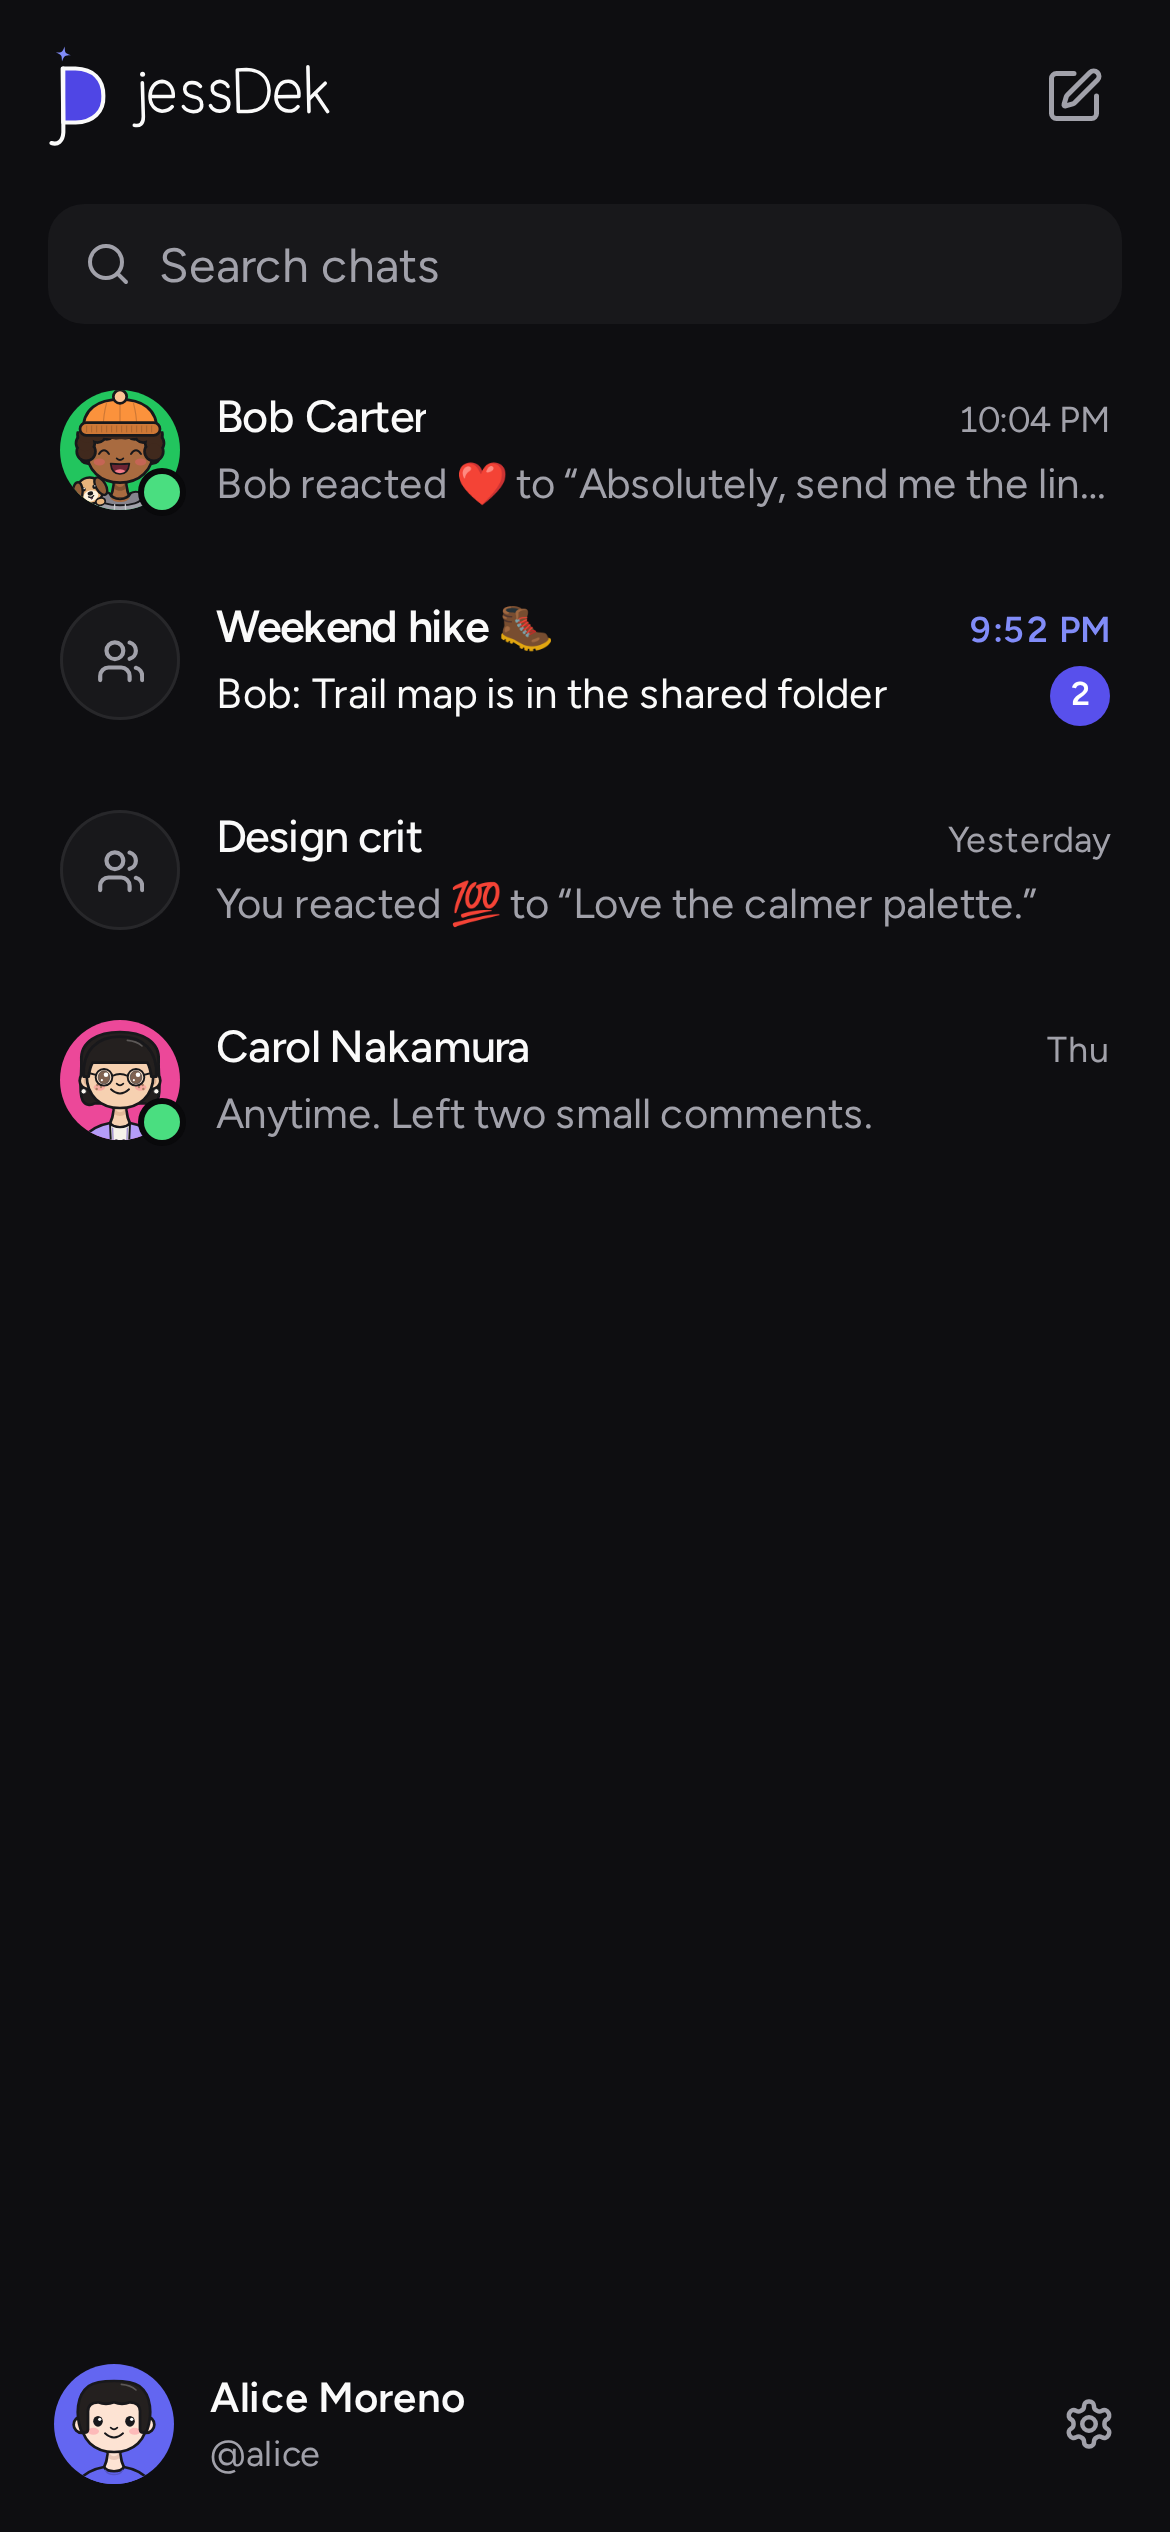 jessDek
Search chats
Bob Carter
10:04 PM
Bob reacted ❤️ to “Absolutely, send me the lin...
Weekend hike 🥾
9:52 PM
Bob: Trail map is in the shared folder
2
Design crit
Yesterday
You reacted 💯 to “Love the calmer palette.”
Carol Nakamura
Thu
Anytime. Left two small comments.
Alice Moreno
@alice